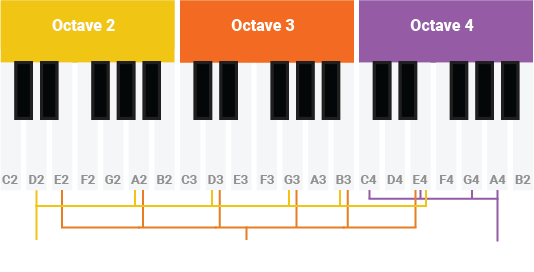 Octave 2 Octave 3 Octave 4
C2 D2 E2 F2 G2 A2 B2 C3 D3 E3 F3 G3 A3 B3 C4 D4 E4 F4 G4 A4 B2